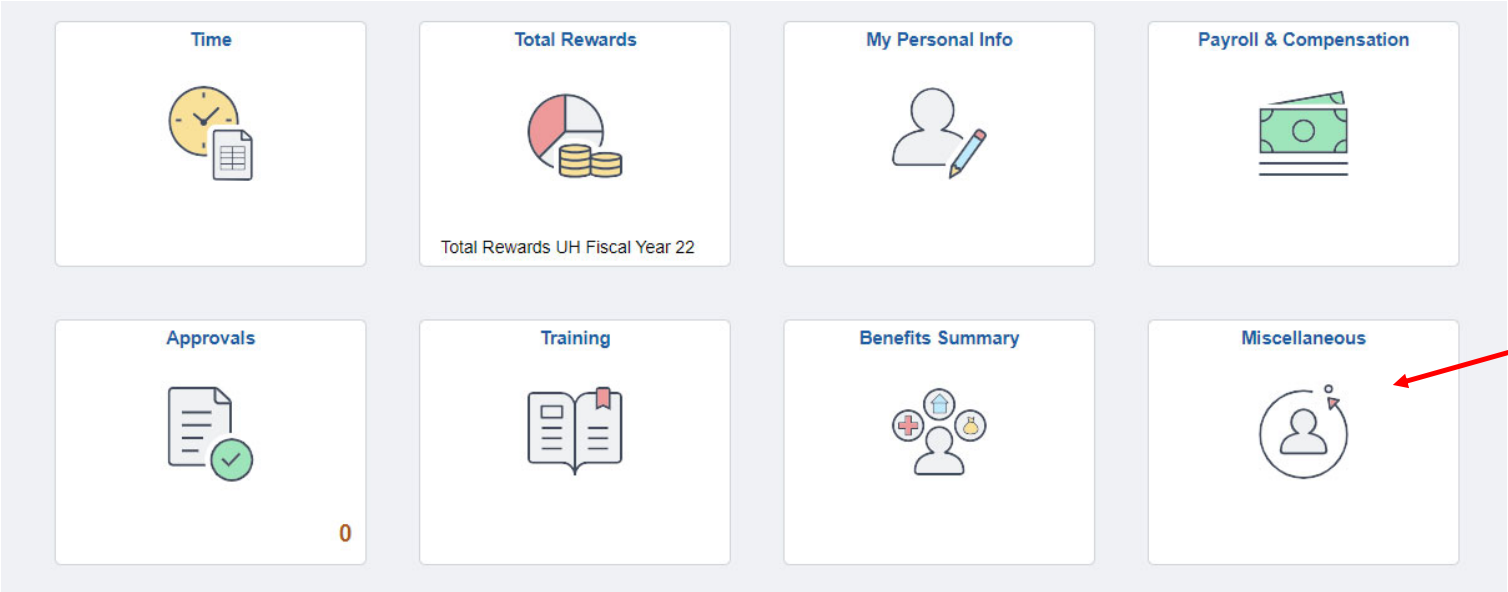 Time
Total Rewards
My Personal Info
Payroll & Compensation
Total Rewards UH Fiscal Year 22
Approvals
Training
Benefits Summary
Miscellaneous
0